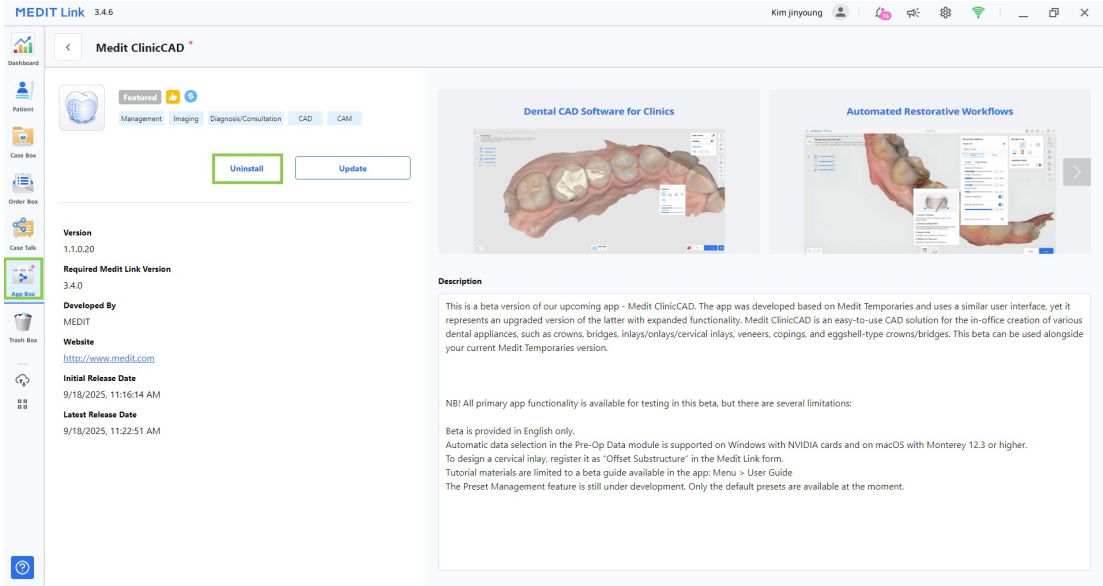 MEDIT Link 3.4.6
Kim jinyoung
76
Dashboard
Patient
Case Box
Order Box
Case Talk
App Box
Trash Box
Medit ClinicCAD
Featured
Management Imaging Diagnosis/Consultation CAD CAM
Uninstall
Update
Version
1.1.0.20
Required Medit Link Version
3.4.0
Developed By
MEDIT
Website
http://www.medit.com
Initial Release Date
9/18/2025, 11:16:14 AM
Latest Release Date
9/18/2025, 11:22:51 AM
Dental CAD Software for Clinics
Automated Restorative Workflows
Description
This is a beta version of our upcoming app - Medit ClinicCAD. The app was developed based on Medit Temporaries and uses a similar user interface, yet it
represents an upgraded version of the latter with expanded functionality. Medit ClinicCAD is an easy-to-use CAD solution for the in-office creation of various
dental appliances, such as crowns, bridges, inlays/onlays/cervical inlays, veneers, copings, and eggshell-type crowns/bridges. This beta can be used alongside
your current Medit Temporaries version.
NB! All primary app functionality is available for testing in this beta, but there are several limitations:
Beta is provided in English only.
Automatic data selection in the Pre-Op Data module is supported on Windows with NVIDIA cards and on macOS with Monterey 12.3 or higher.
To design a cervical inlay, register it as "Offset Substructure" in the Medit Link form.
Tutorial materials are limited to a beta guide available in the app: Menu > User Guide
The Preset Management feature is still under development. Only the default presets are available at the moment.